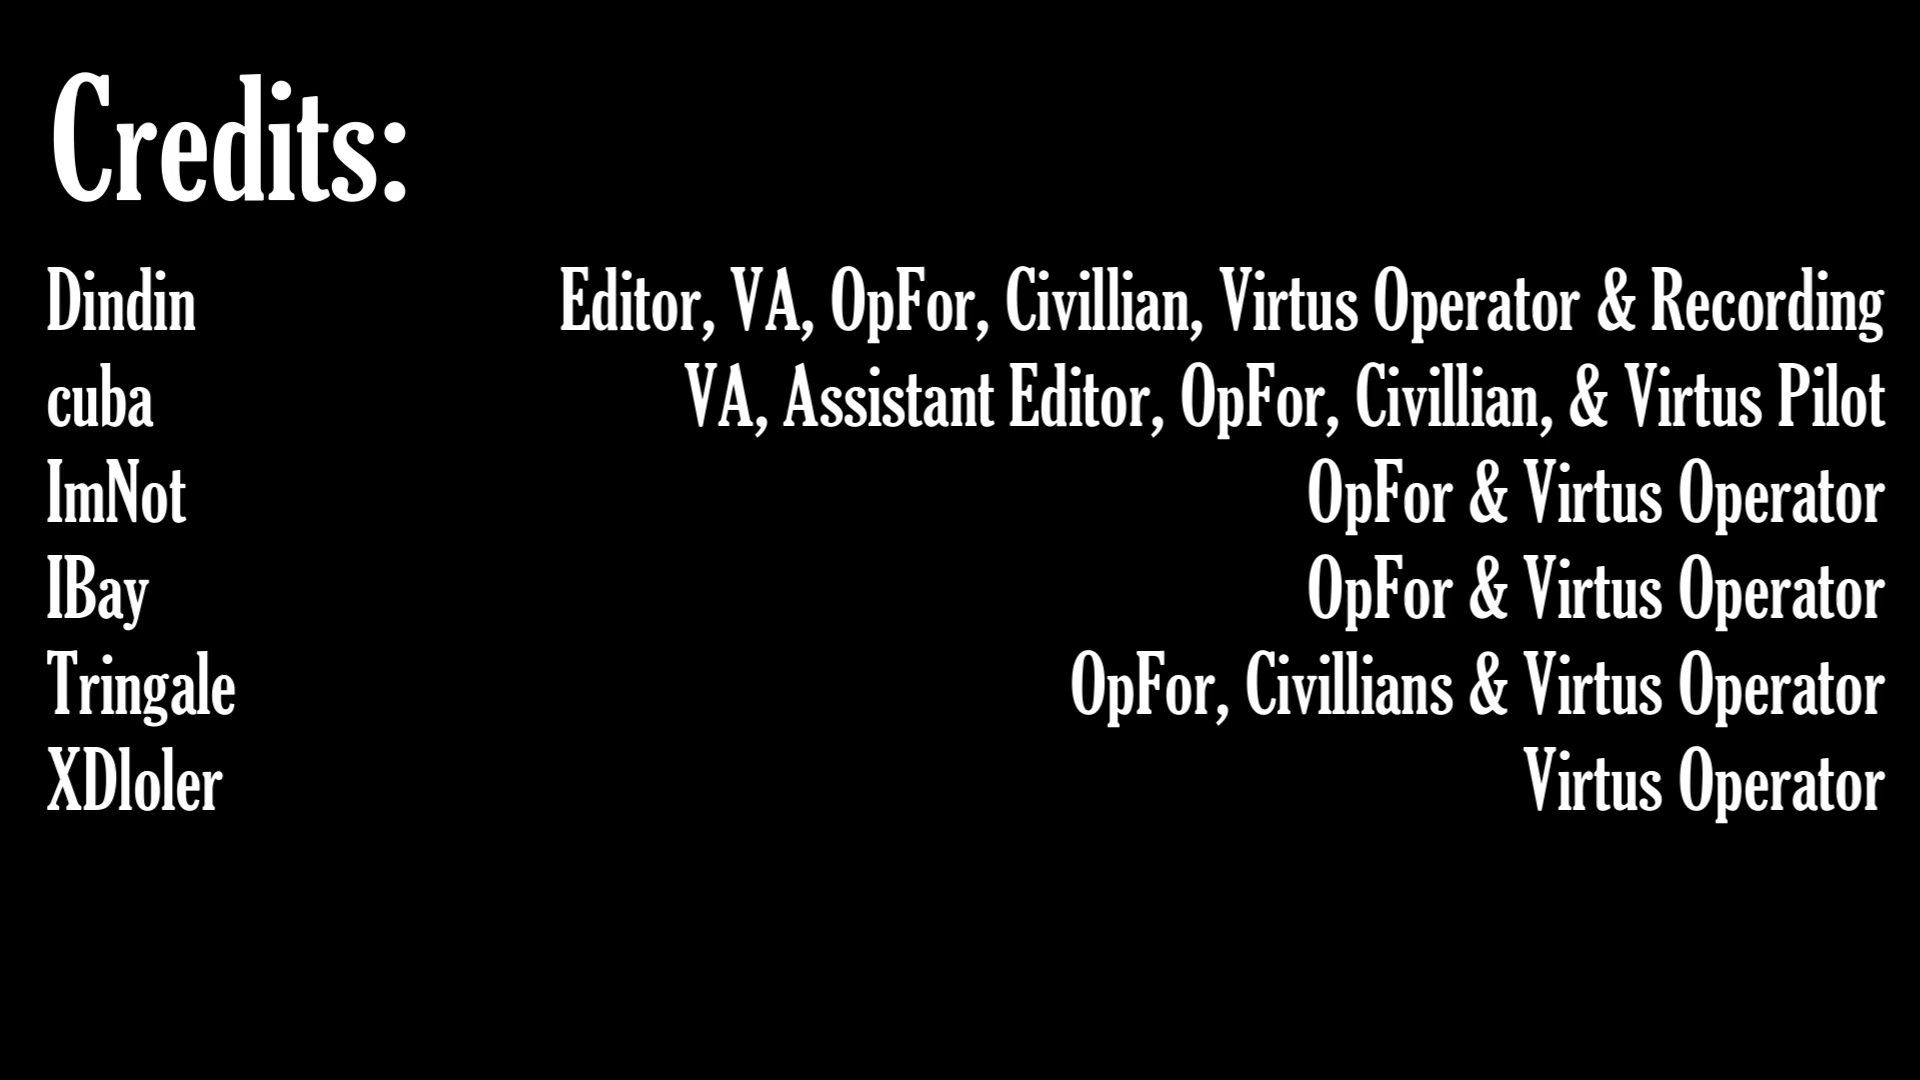 Credits:
Dindin Editor, VA, OpFor, Civillian, Virtus Operator & Recording
cuba VA, Assistant Editor, OpFor, Civillian, & Virtus Pilot
ImNot OpFor & Virtus Operator
IBay OpFor & Virtus Operator
Tringale OpFor, Civillians & Virtus Operator
XDloler Virtus Operator